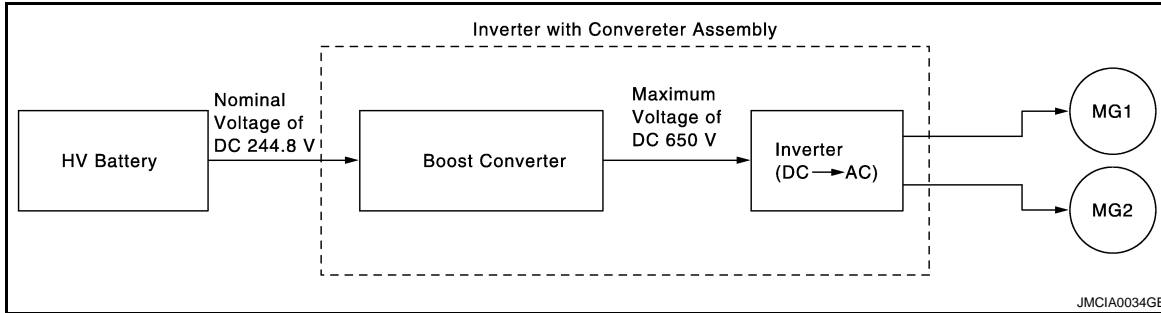 Inverter with Convereter Assembly
HV Battery
Nominal
Voltage of
DC 244.8 V
Boost Converter
Maximum
Voltage of
DC 650 V
Inverter
(DC→AC)
MG1
MG2
JMCIA0034GB